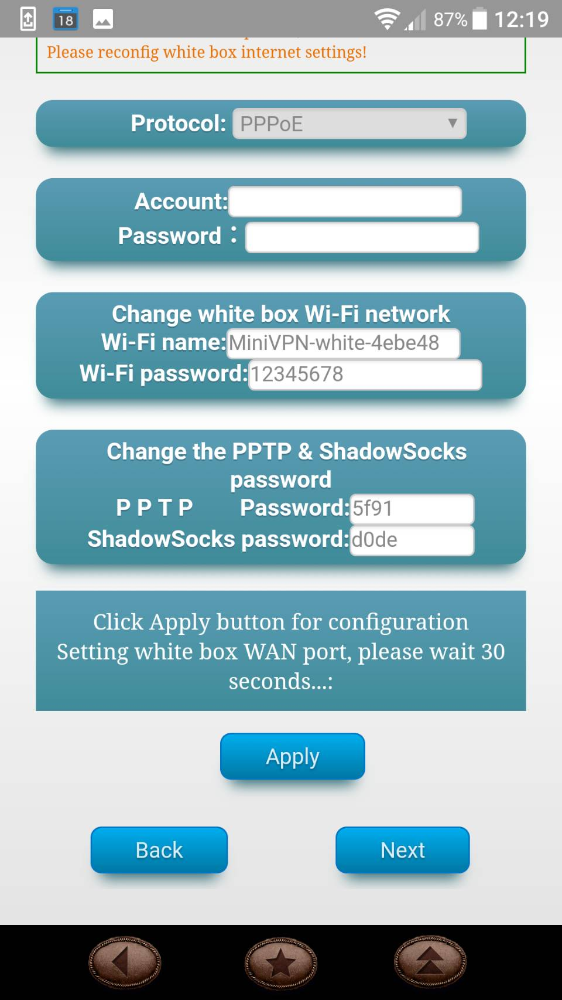 18 87% 12:19
Please reconfig white box internet settings!
Protocol: PPPoE
Account:
Password：
Change white box Wi-Fi network
Wi-Fi name: MiniVPN-white-4ebe48
Wi-Fi password: 12345678
Change the PPTP & ShadowSocks
password
P P T P Password: 5f91
ShadowSocks password: d0de
Click Apply button for configuration
Setting white box WAN port, please wait 30
seconds...:
Apply
Back Next